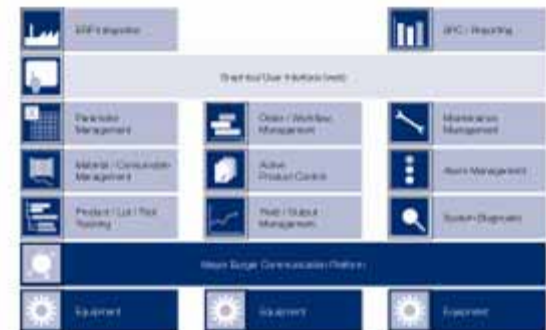 ERP Integration
SPC / Reporting
Graphical User Interface (web)
Parameter
Management
Order / Workflow
Management
Maintenance
Management
Material / Consumable
Management
Active
Product Control
Alarm Management
Product / Lot / Tool
Tracking
Yield / Output
Management
System Diagnostic
Meyer Burger Communication Platform
Equipment
Equipment
Equipment